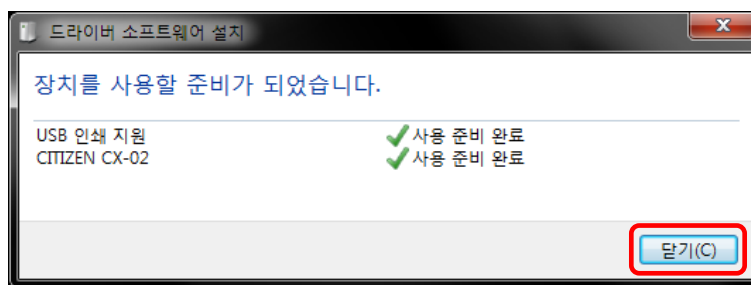 드라이버 소프트웨어 설치
장치를 사용할 준비가 되었습니다.
USB 인쇄 지원 사용 준비 완료
CITIZEN CX-02 사용 준비 완료
닫기(C)